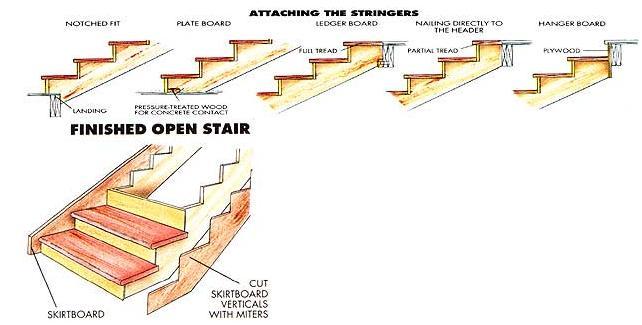 ATTACHING THE STRINGERS
NOTCHED FIT
PLATE BOARD
LEDGER BOARD
NAILING DIRECTLY TO
THE HEADER
HANGER BOARD
FULL TREAD
PARTIAL TREAD
PLYWOOD
LANDING
PRESSURE-TREATED WOOD
FOR CONCRETE CONTACT
FINISHED OPEN STAIR
SKIRTBOARD
CUT
SKIRTBOARD
VERTICALS
WITH MITERS